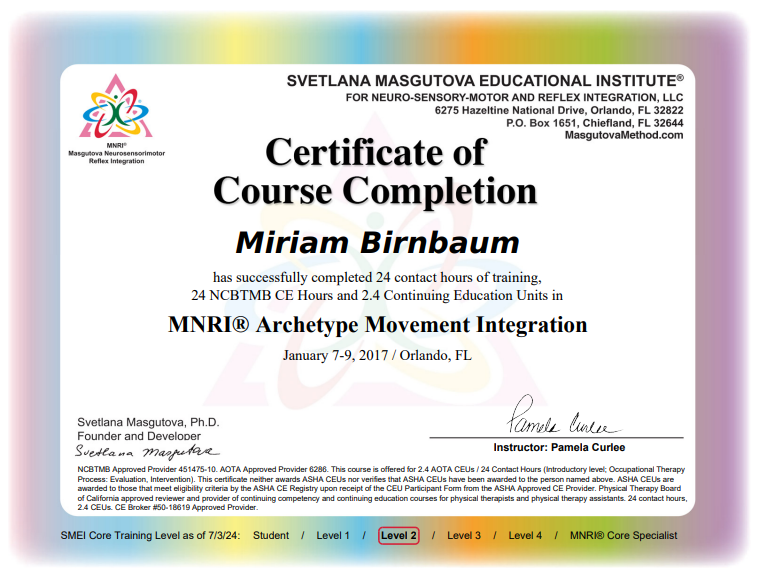 SVETLANA MASGUTOVA EDUCATIONAL INSTITUTE®
FOR NEURO-SENSORY-MOTOR AND REFLEX INTEGRATION, LLC
6275 Hazeltine National Drive, Orlando, FL 32822
P.O. Box 1651, Chiefland, FL 32644
MasgutovaMethod.com
MNRI®
Masgutova Neurosensorimotor
Reflex Integration
Certificate of
Course Completion
Miriam Birnbaum
has successfully completed 24 contact hours of training,
24 NCBTMB CE Hours and 2.4 Continuing Education Units in
MNRI® Archetype Movement Integration
January 7-9, 2017 / Orlando, FL
Svetlana Masgutova, Ph.D.
Founder and Developer
Svetlana Masgutova
Pamela Curlee
Instructor: Pamela Curlee
NCBTMB Approved Provider 451475-10. AOTA Approved Provider 6286. This course is offered for 2.4 AOTA CEUs / 24 Contact Hours (Introductory level; Occupational Therapy
Process: Evaluation, Intervention). This certificate neither awards ASHA CEUs nor verifies that ASHA CEUs have been awarded to the person named above. ASHA CEUs are
awarded to those that meet eligibility criteria by the ASHA CE Registry upon receipt of the CEU Participant Form from the ASHA Approved CE Provider. Physical Therapy Board
of California approved reviewer and provider of continuing competency and continuing education courses for physical therapists and physical therapy assistants. 24 contact hours,
2.4 CEUs. CE Broker #50-18619 Approved Provider.
SMEI Core Training Level as of 7/3/24: Student / Level 1 / Level 2 / Level 3 / Level 4 / MNRI® Core Specialist